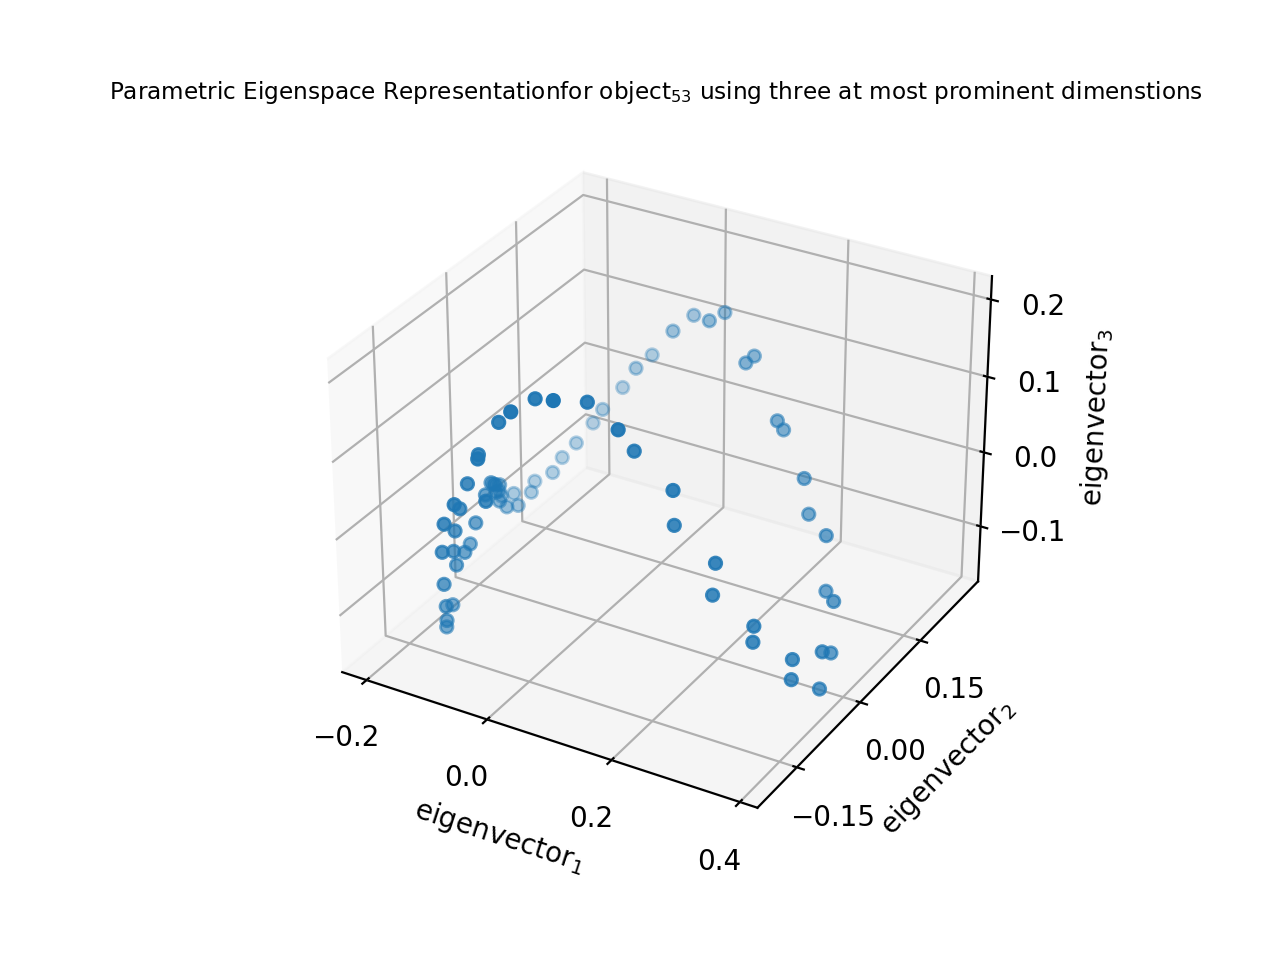 Parametric Eigenspace Representationfor object₅₃ using three at most prominent dimenstions
0.2
0.1
0.0
−0.1
eigenvector₃
0.15
0.00
−0.15
eigenvector₂
−0.2
0.0
0.2
0.4
eigenvector₁